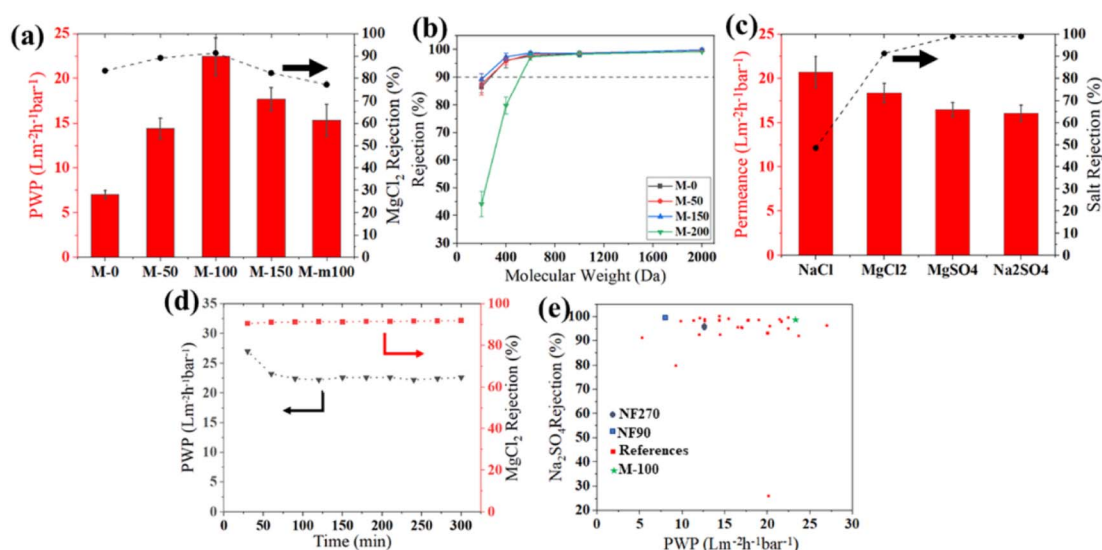 (a)
PWP (Lm⁻²h⁻¹bar⁻¹)
25
20
15
10
5
0
M-0 M-50 M-100 M-150 M-m100
100
90
80
70
60
50
40
30
20
10
0
MgCl₂ Rejection (%)
(b)
Rejection (%)
100
90
80
70
60
50
40
30
M-0
M-50
M-150
M-200
0 400 800 1200 1600 2000
Molecular Weight (Da)
(c)
Permeance (Lm⁻²h⁻¹bar⁻¹)
25
20
15
10
5
0
NaCl MgCl2 MgSO4 Na2SO4
100
90
80
70
60
50
40
30
20
10
0
Salt Rejection (%)
(d)
PWP (Lm⁻²h⁻¹bar⁻¹)
35
30
25
20
15
10
5
0
0 50 100 150 200 250 300
Time (min)
100
80
60
40
20
0
MgCl₂ Rejection (%)
(e)
Na₂SO₄Rejection (%)
100
90
80
70
60
50
40
30
20
NF270
NF90
References
M-100
0 5 10 15 20 25 30
PWP (Lm⁻²h⁻¹bar⁻¹)